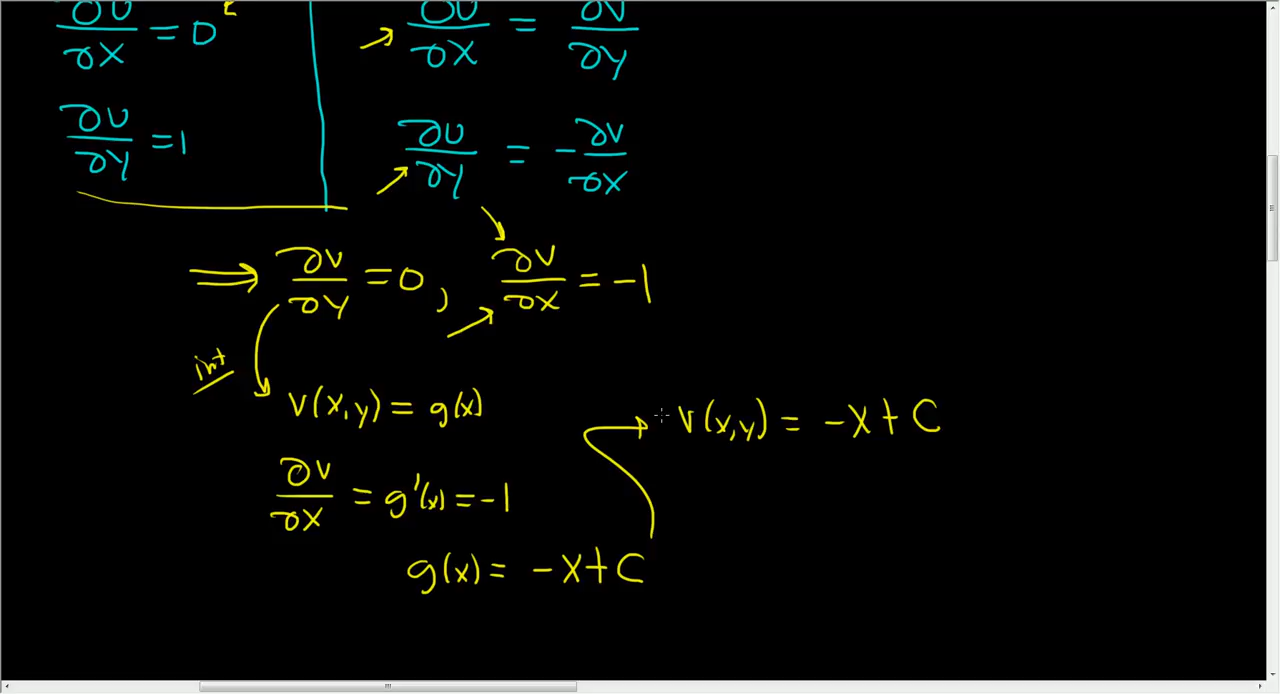 ∂U/∂X = 0
∂U/∂X = ∂V/∂Y
∂U/∂Y = 1
∂U/∂Y = -∂V/∂X
⟹ ∂V/∂Y = 0, ∂V/∂X = -1
int
V(X,y) = g(x)
V(x,y) = -X + C
∂V/∂X = g'(x) = -1
g(x) = -X + C